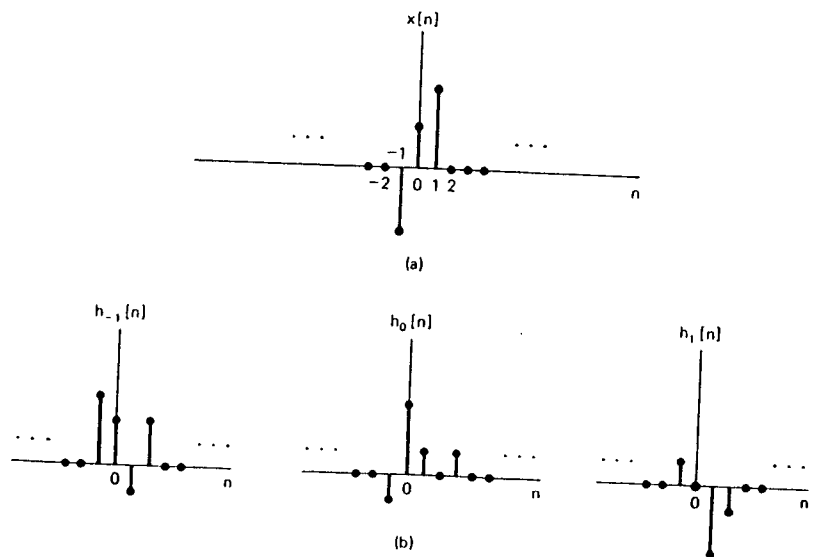 x[n]
. . .
. . .
−1
−2
0
1
2
n
(a)
h₋₁[n]
h₀[n]
h₁[n]
. . .
. . .
0
n
. . .
. . .
0
n
. . .
. . .
0
n
(b)